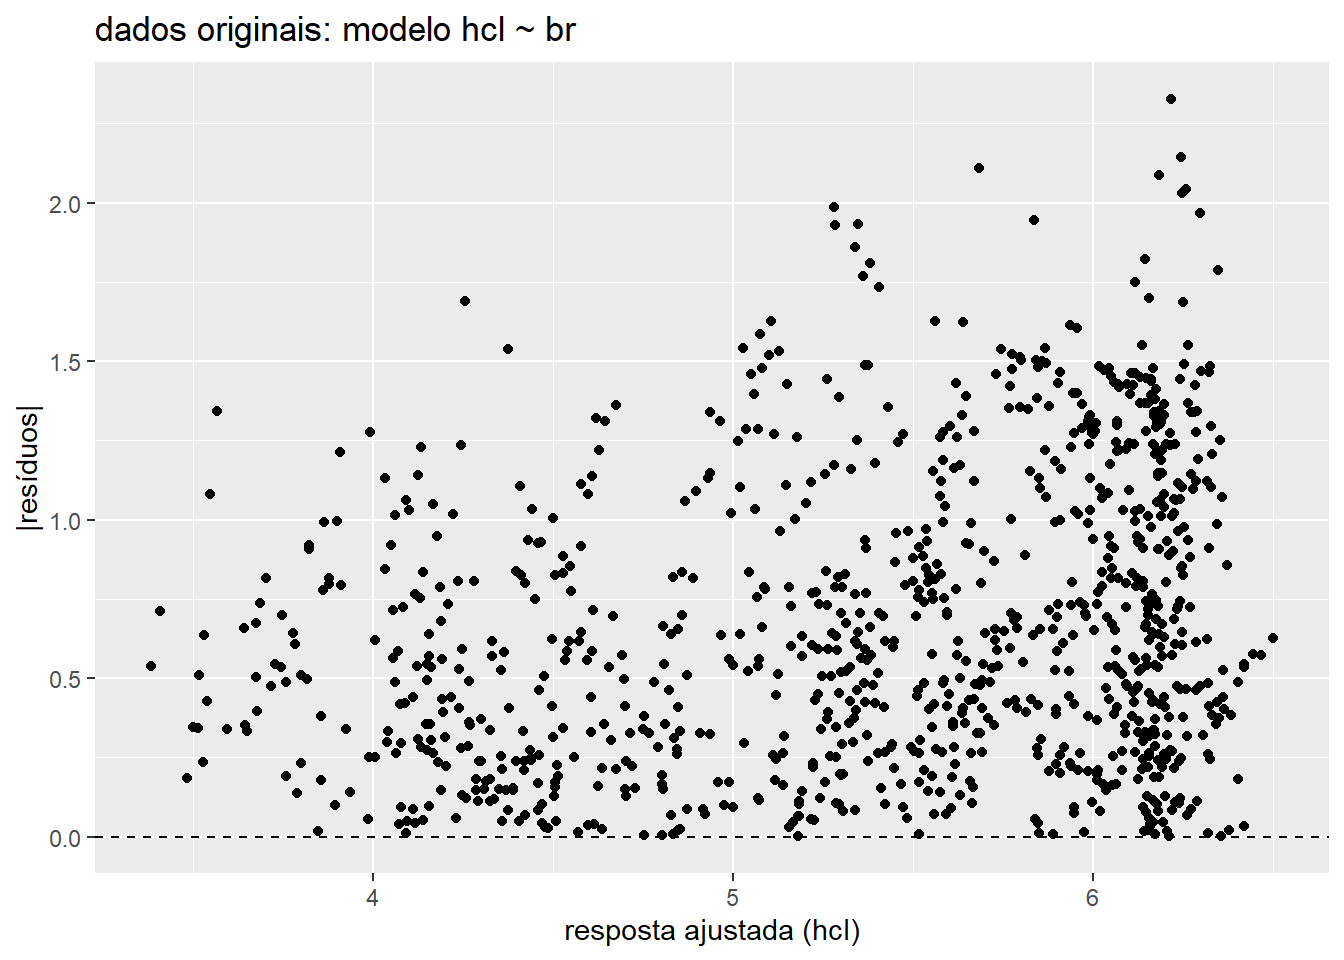 dados originais: modelo hcl ~ br
|resíduos|
2.0
1.5
1.0
0.5
0.0
4
5
6
resposta ajustada (hcl)